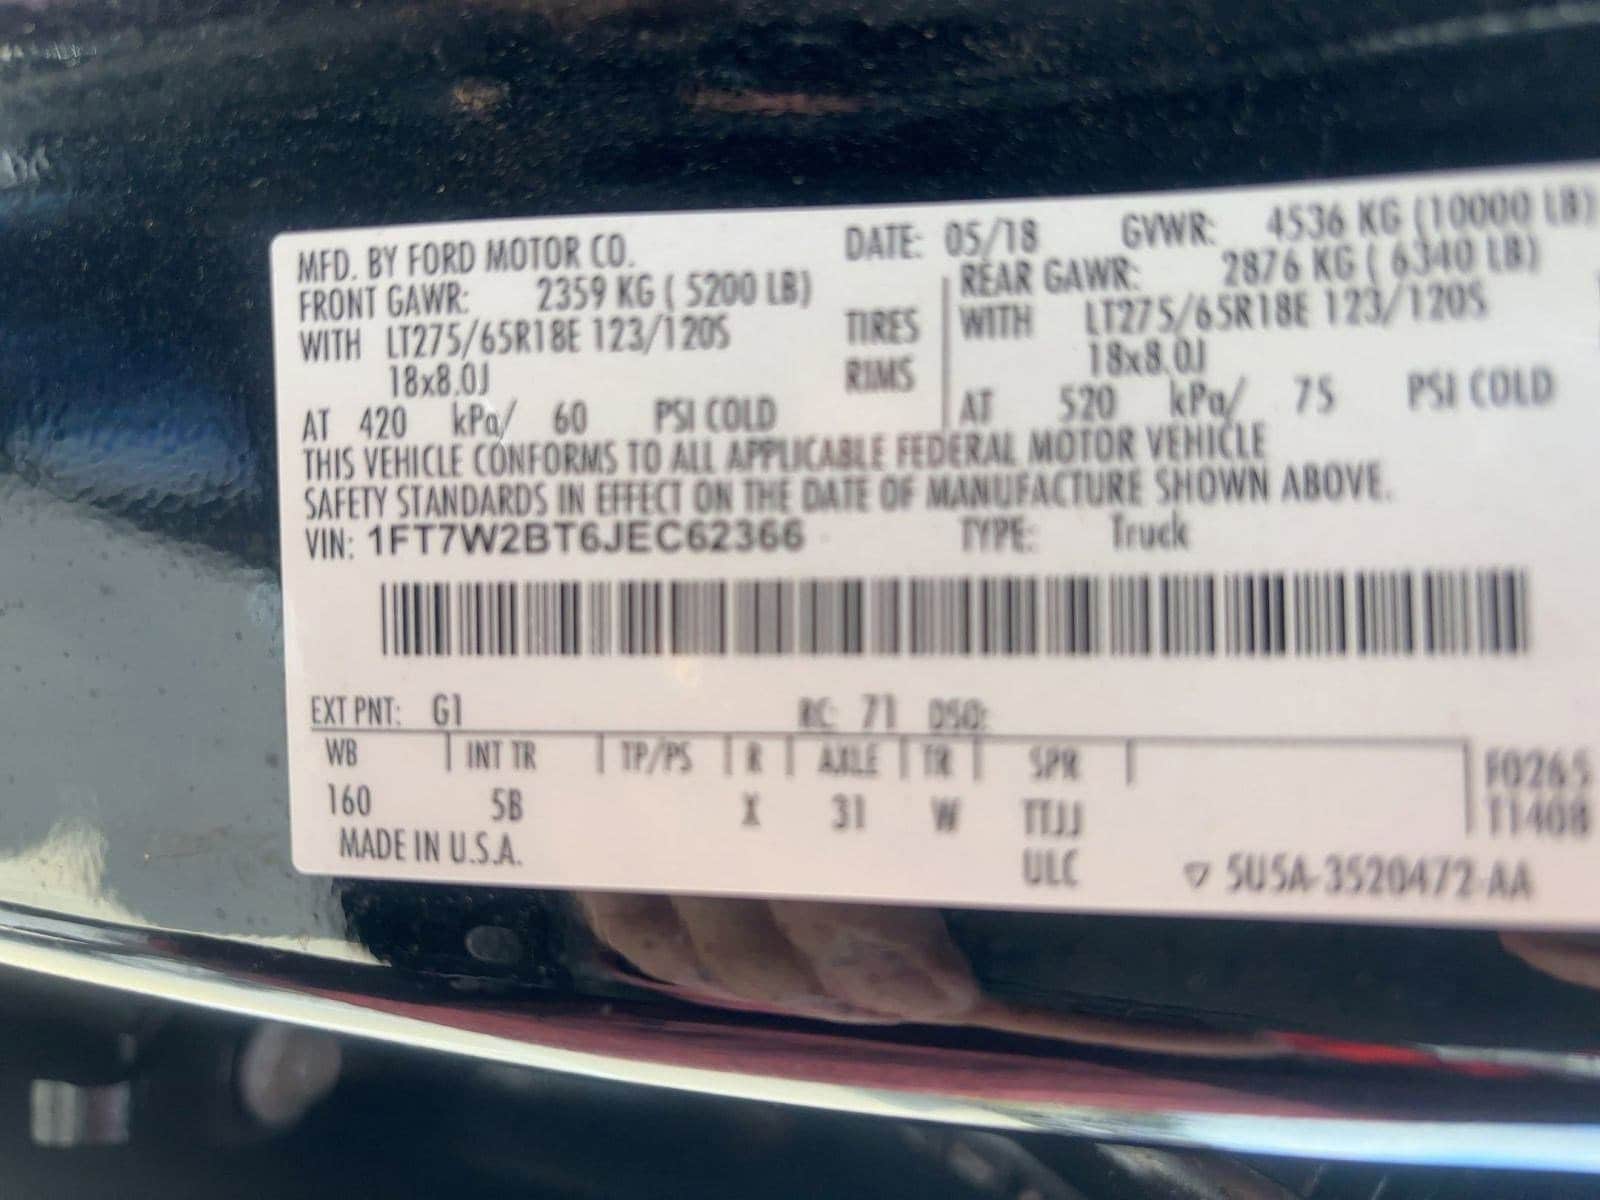 MFD. BY FORD MOTOR CO. DATE: 05/18 GVWR: 4536 KG (10000 LB)
FRONT GAWR: 2359 KG ( 5200 LB) REAR GAWR: 2876 KG ( 6340 LB)
WITH LT275/65R18E 123/120S TIRES WITH LT275/65R18E 123/120S
18x8.0J RIMS 18x8.0J
AT 420 kPa/ 60 PSI COLD AT 520 kPa/ 75 PSI COLD
THIS VEHICLE CONFORMS TO ALL APPLICABLE FEDERAL MOTOR VEHICLE
SAFETY STANDARDS IN EFFECT ON THE DATE OF MANUFACTURE SHOWN ABOVE.
VIN: 1FT7W2BT6JEC62366 TYPE: Truck
EXT PNT: G1 RC: 71 DSO:
WB INT TR TP/PS R AXLE TR SPR F0265
160 5B X 31 W TTJJ T1408
MADE IN U.S.A. ULC ▽ 5U5A-3520472-AA